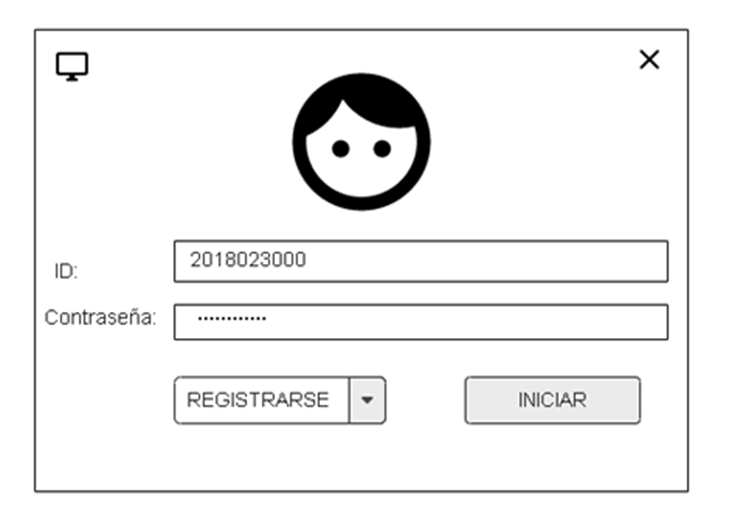 ID:
2018023000
Contraseña:
············
REGISTRARSE
INICIAR